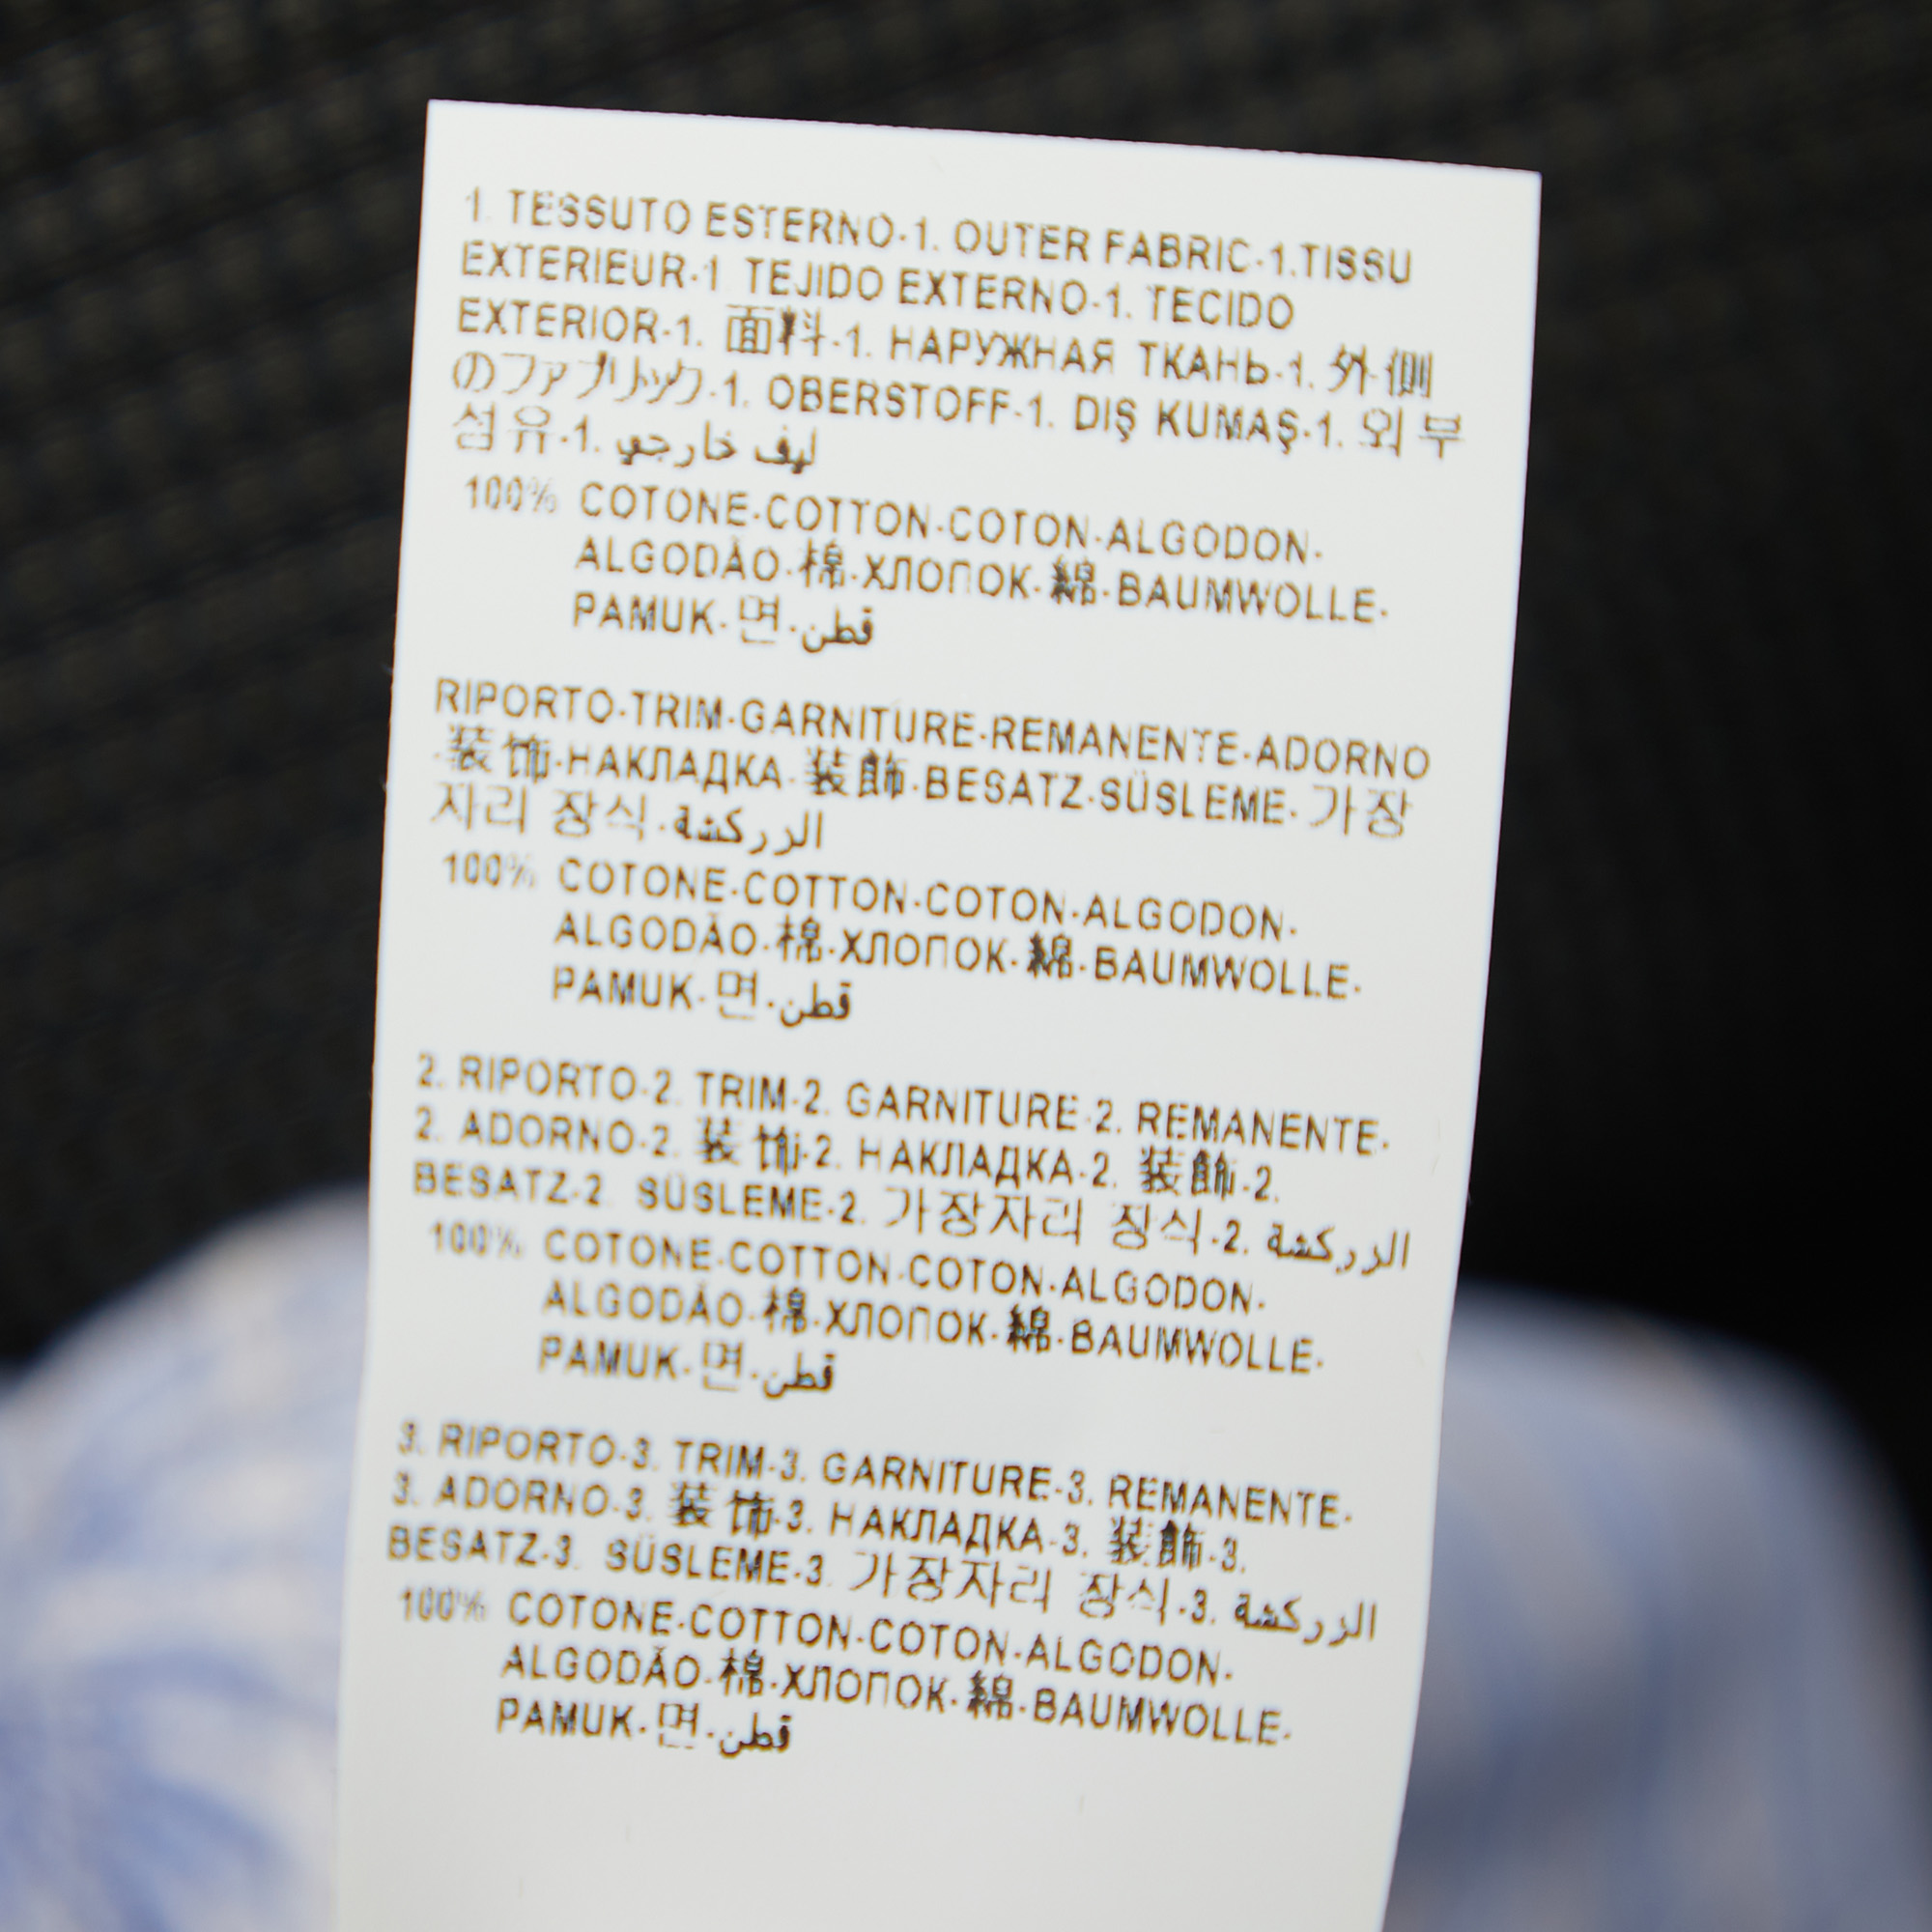 1. TESSUTO ESTERNO-1. OUTER FABRIC-1.TISSU
EXTERIEUR-1 TEJIDO EXTERNO-1. TECIDO
EXTERIOR-1. 面料-1. НАРУЖНАЯ ТКАНЬ-1. 外側
のファブリック-1. OBERSTOFF-1. DIŞ KUMAŞ-1. 외부
섬유-1. ليف خارجي
100% COTONE-COTTON-COTON-ALGODON-
ALGODÃO-棉-ХЛОПОК-綿-BAUMWOLLE-
PAMUK-면-قطن
RIPORTO-TRIM-GARNITURE-REMANENTE-ADORNO
-装饰-НАКЛАДКА-装飾-BESATZ-SÜSLEME-가장
자리 장식-الزركشة
100% COTONE-COTTON-COTON-ALGODON-
ALGODÃO-棉-ХЛОПОК-綿-BAUMWOLLE-
PAMUK-면-قطن
2. RIPORTO-2. TRIM-2. GARNITURE-2. REMANENTE-
2. ADORNO-2. 装饰-2. НАКЛАДКА-2. 装飾-2.
BESATZ-2. SÜSLEME-2. 가장자리 장식-2. الزركشة
100% COTONE-COTTON-COTON-ALGODON-
ALGODÃO-棉-ХЛОПОК-綿-BAUMWOLLE-
PAMUK-면-قطن
3. RIPORTO-3. TRIM-3. GARNITURE-3. REMANENTE-
3. ADORNO-3. 装饰-3. НАКЛАДКА-3. 装飾-3.
BESATZ-3. SÜSLEME-3. 가장자리 장식-3. الزركشة
100% COTONE-COTTON-COTON-ALGODON-
ALGODÃO-棉-ХЛОПОК-綿-BAUMWOLLE-
PAMUK-면-قطن